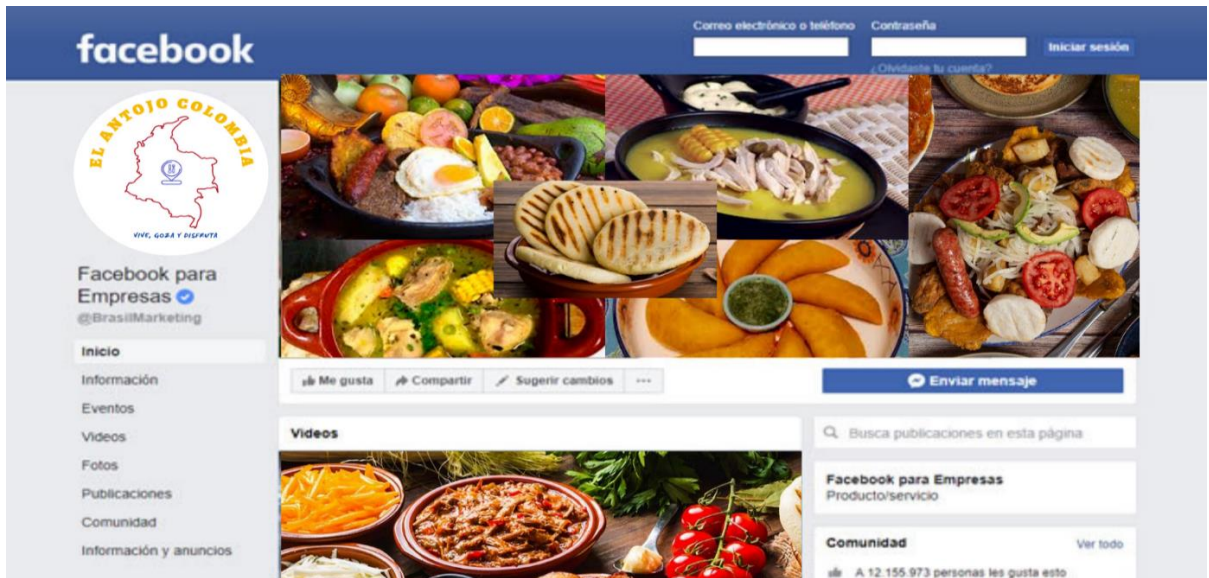 facebook
Correo electrónico o teléfono
Contraseña
Iniciar sesión
¿Olvidaste tu cuenta?
EL ANTOJO COLOMBIA
VIVE, GOZA Y DISFRUTA
Facebook para
Empresas
@BrasilMarketing
Inicio
Información
Eventos
Videos
Fotos
Publicaciones
Comunidad
Información y anuncios
Me gusta
Compartir
Sugerir cambios
Enviar mensaje
Videos
Busca publicaciones en esta página
Facebook para Empresas
Producto/servicio
Comunidad
Ver todo
A 12.155.973 personas les gusta esto